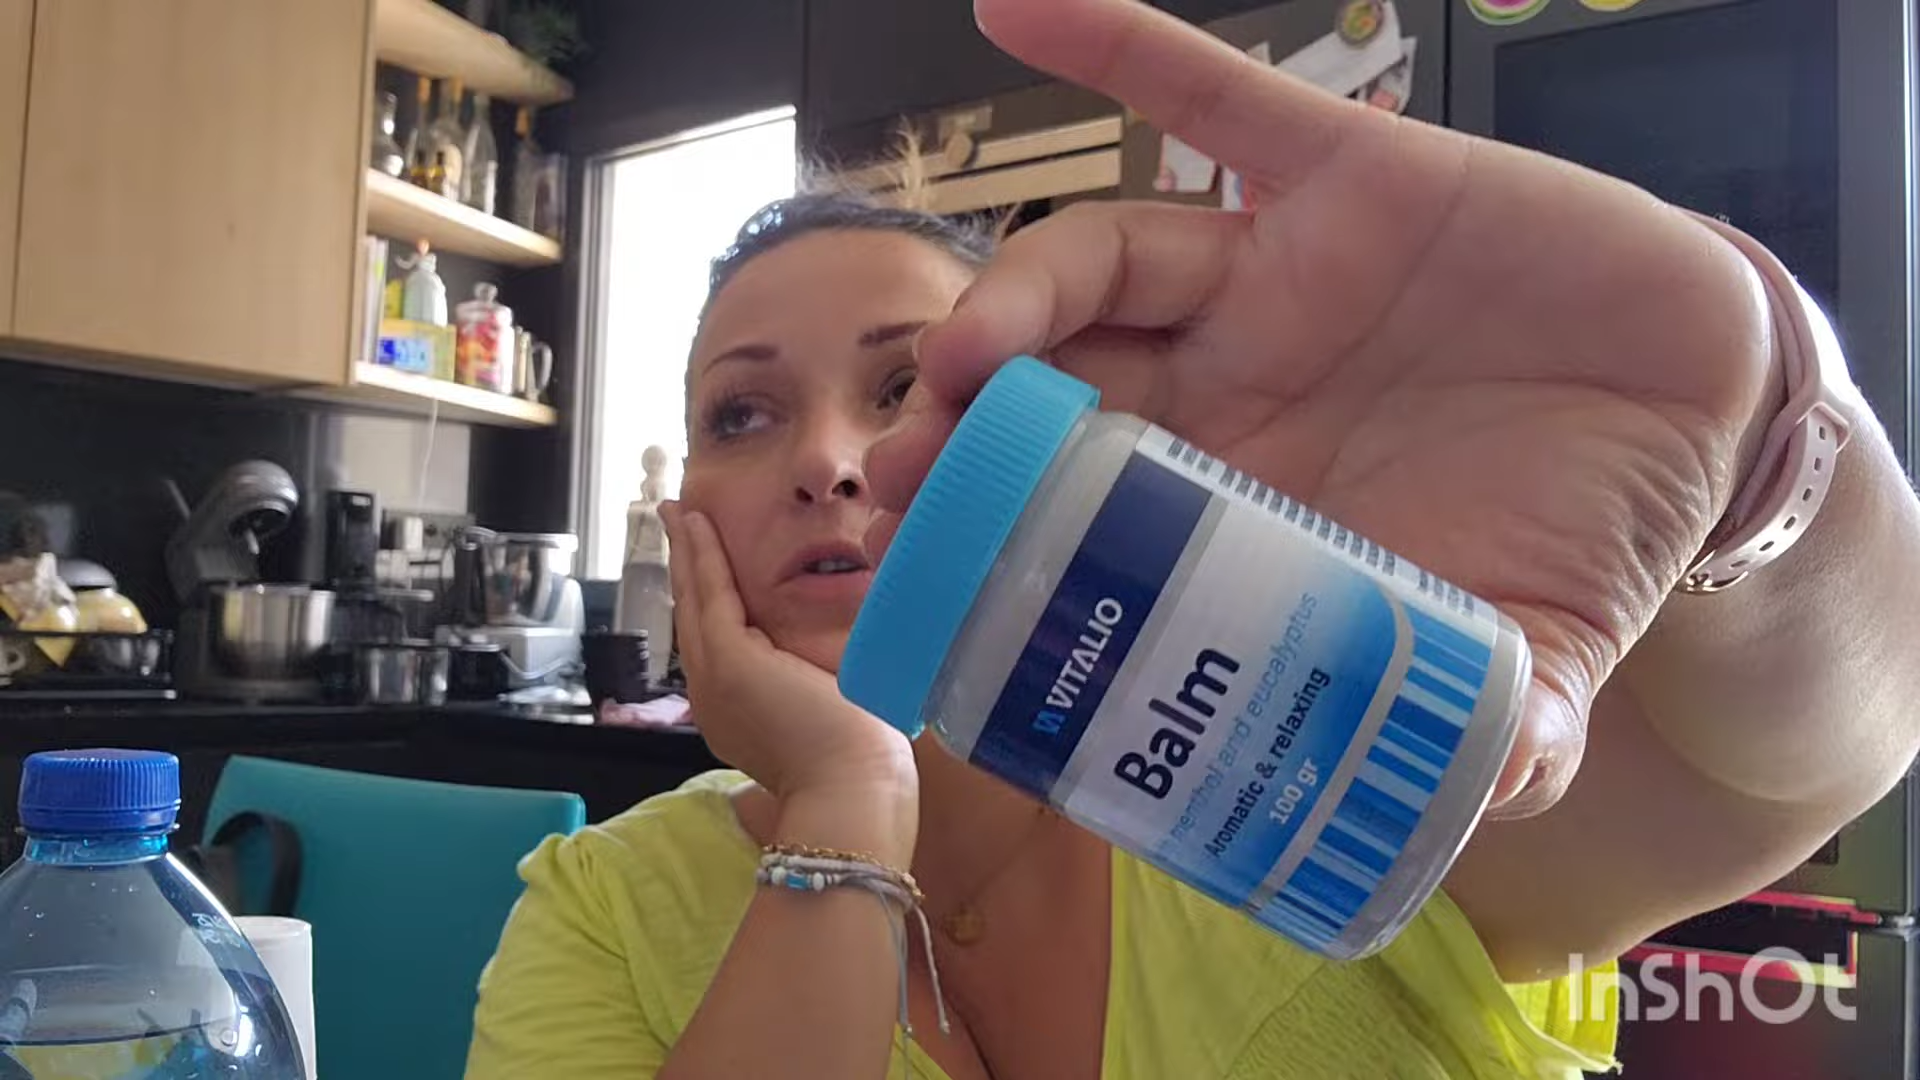 VITALIO
Balm
menthol and eucalyptus
Aromatic & relaxing
100 gr
InShOt